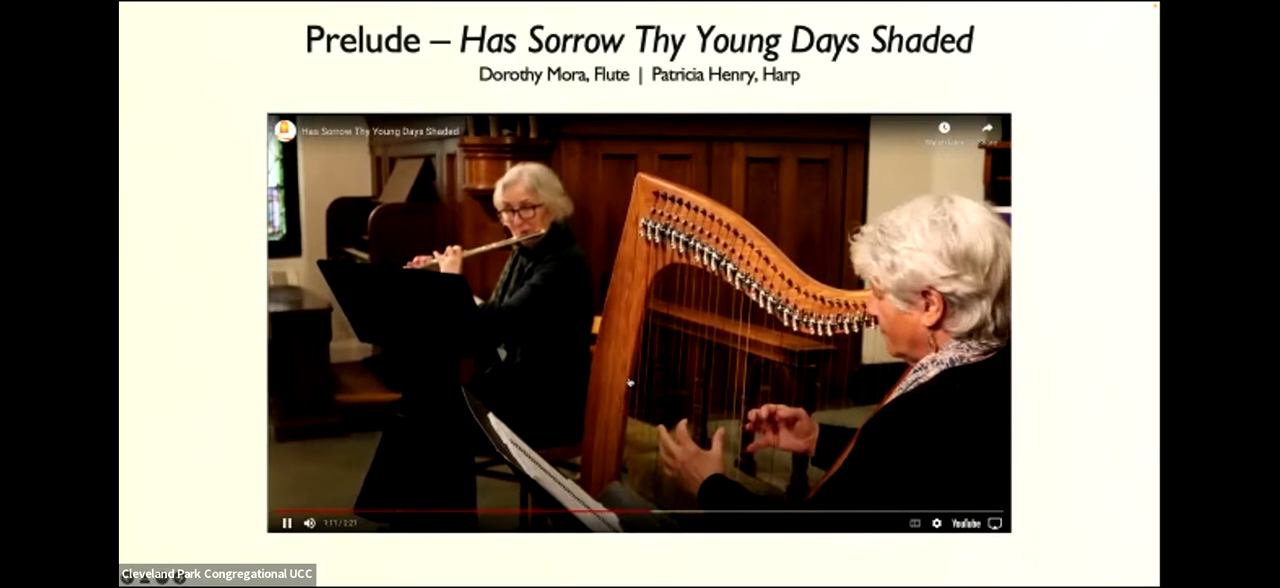 Prelude – Has Sorrow Thy Young Days Shaded
Dorothy Mora, Flute | Patricia Henry, Harp
Has Sorrow Thy Young Days Shaded
1:17 / 2:21
YouTube
Cleveland Park Congregational UCC